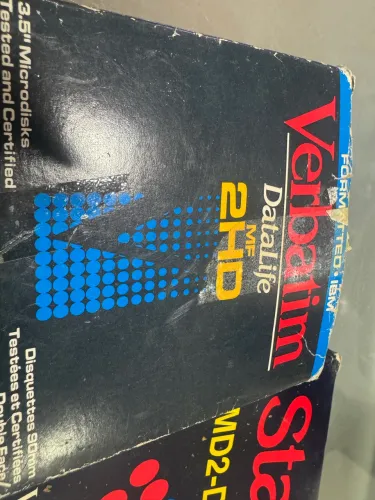 FORMATTED: IBM
Verbatim
DataLife
MF
2HD
3.5" Microdisks
Tested and Certified
Disquettes 90mm
Testées et Certifiées
Double Face/
Sta
MD2-D